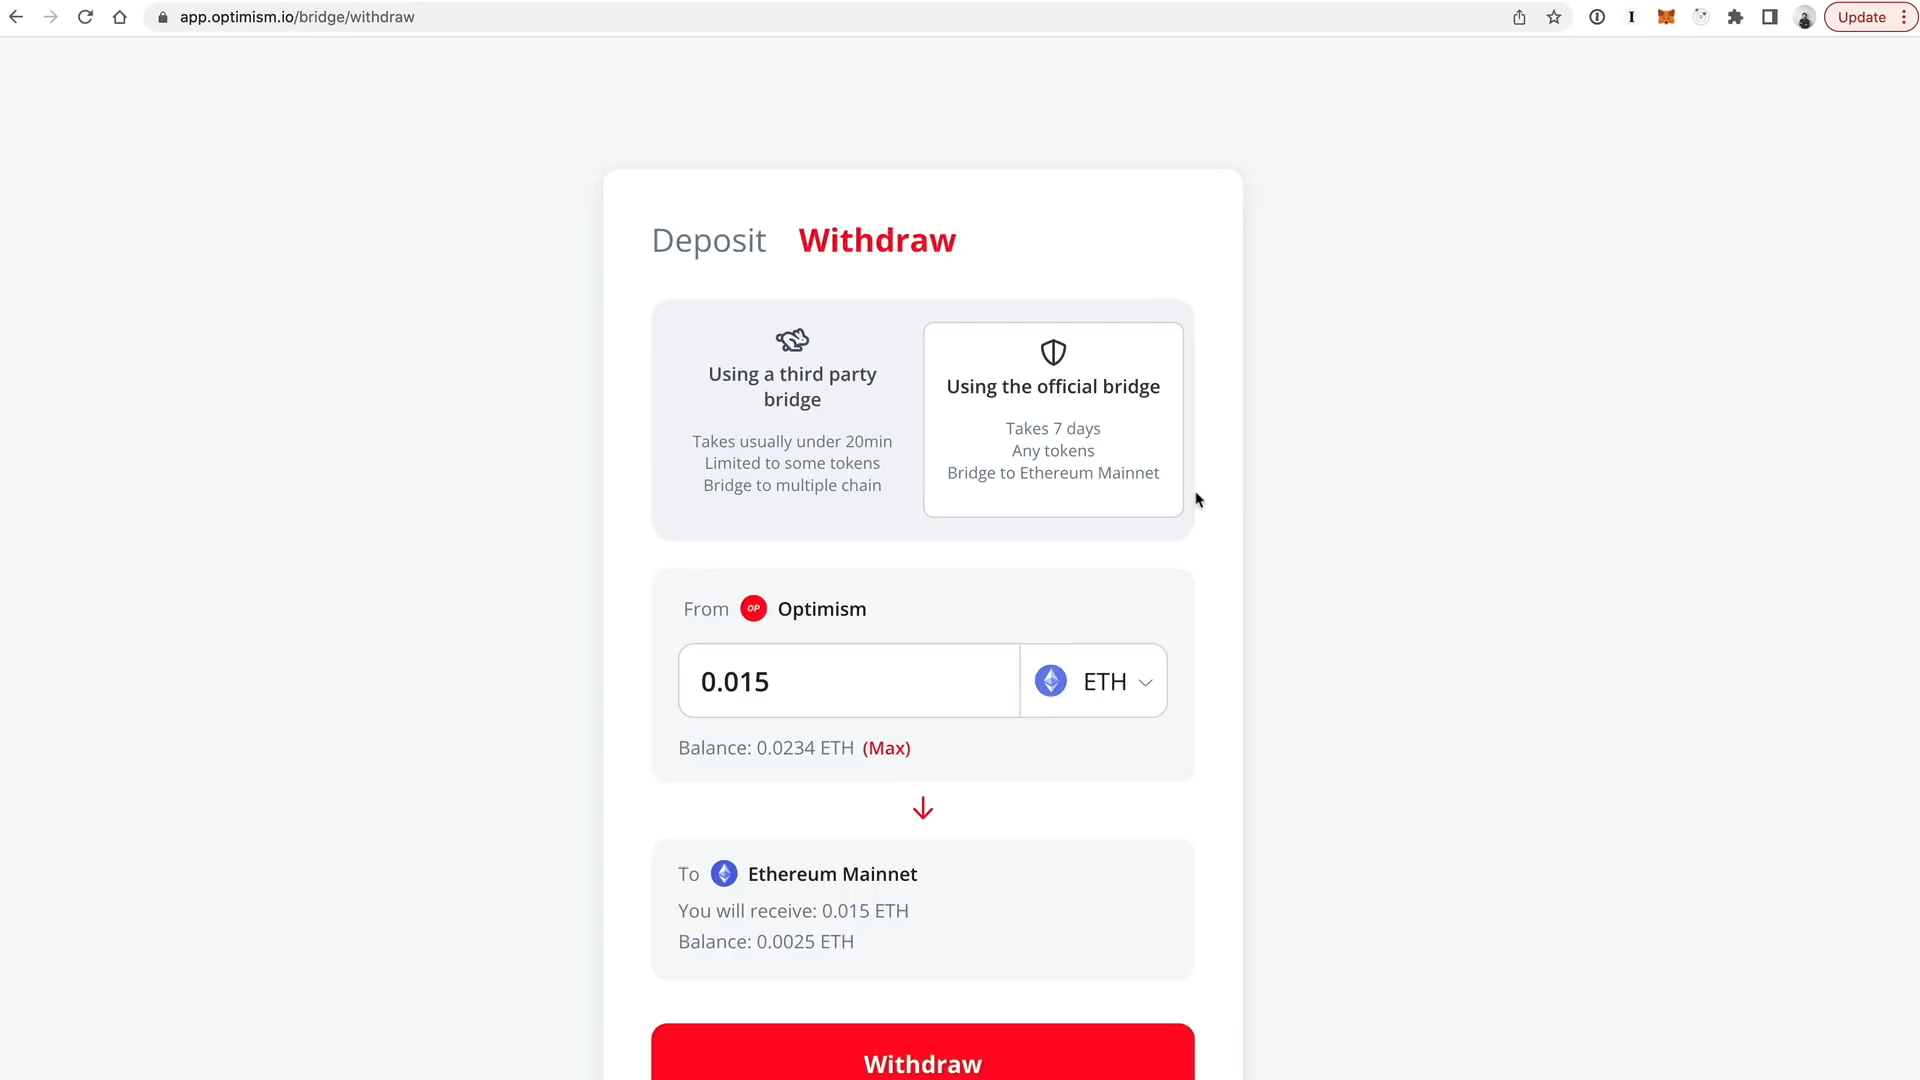 app.optimism.io/bridge/withdraw
Update
Deposit Withdraw
Using a third party
bridge
Takes usually under 20min
Limited to some tokens
Bridge to multiple chain
Using the official bridge
Takes 7 days
Any tokens
Bridge to Ethereum Mainnet
From OP Optimism
0.015 ETH
Balance: 0.0234 ETH (Max)
To Ethereum Mainnet
You will receive: 0.015 ETH
Balance: 0.0025 ETH
Withdraw